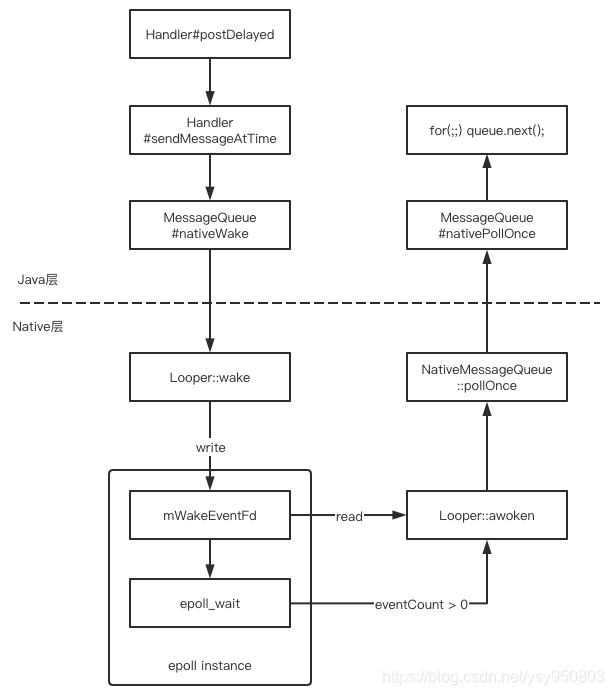 Handler#postDelayed
Handler
#sendMessageAtTime
for(;;) queue.next();
MessageQueue
#nativeWake
MessageQueue
#nativePollOnce
Java层
Native层
Looper::wake
NativeMessageQueue
::pollOnce
write
mWakeEventFd
read
Looper::awoken
epoll_wait
eventCount > 0
epoll instance
https://blog.csdn.net/ysy950803